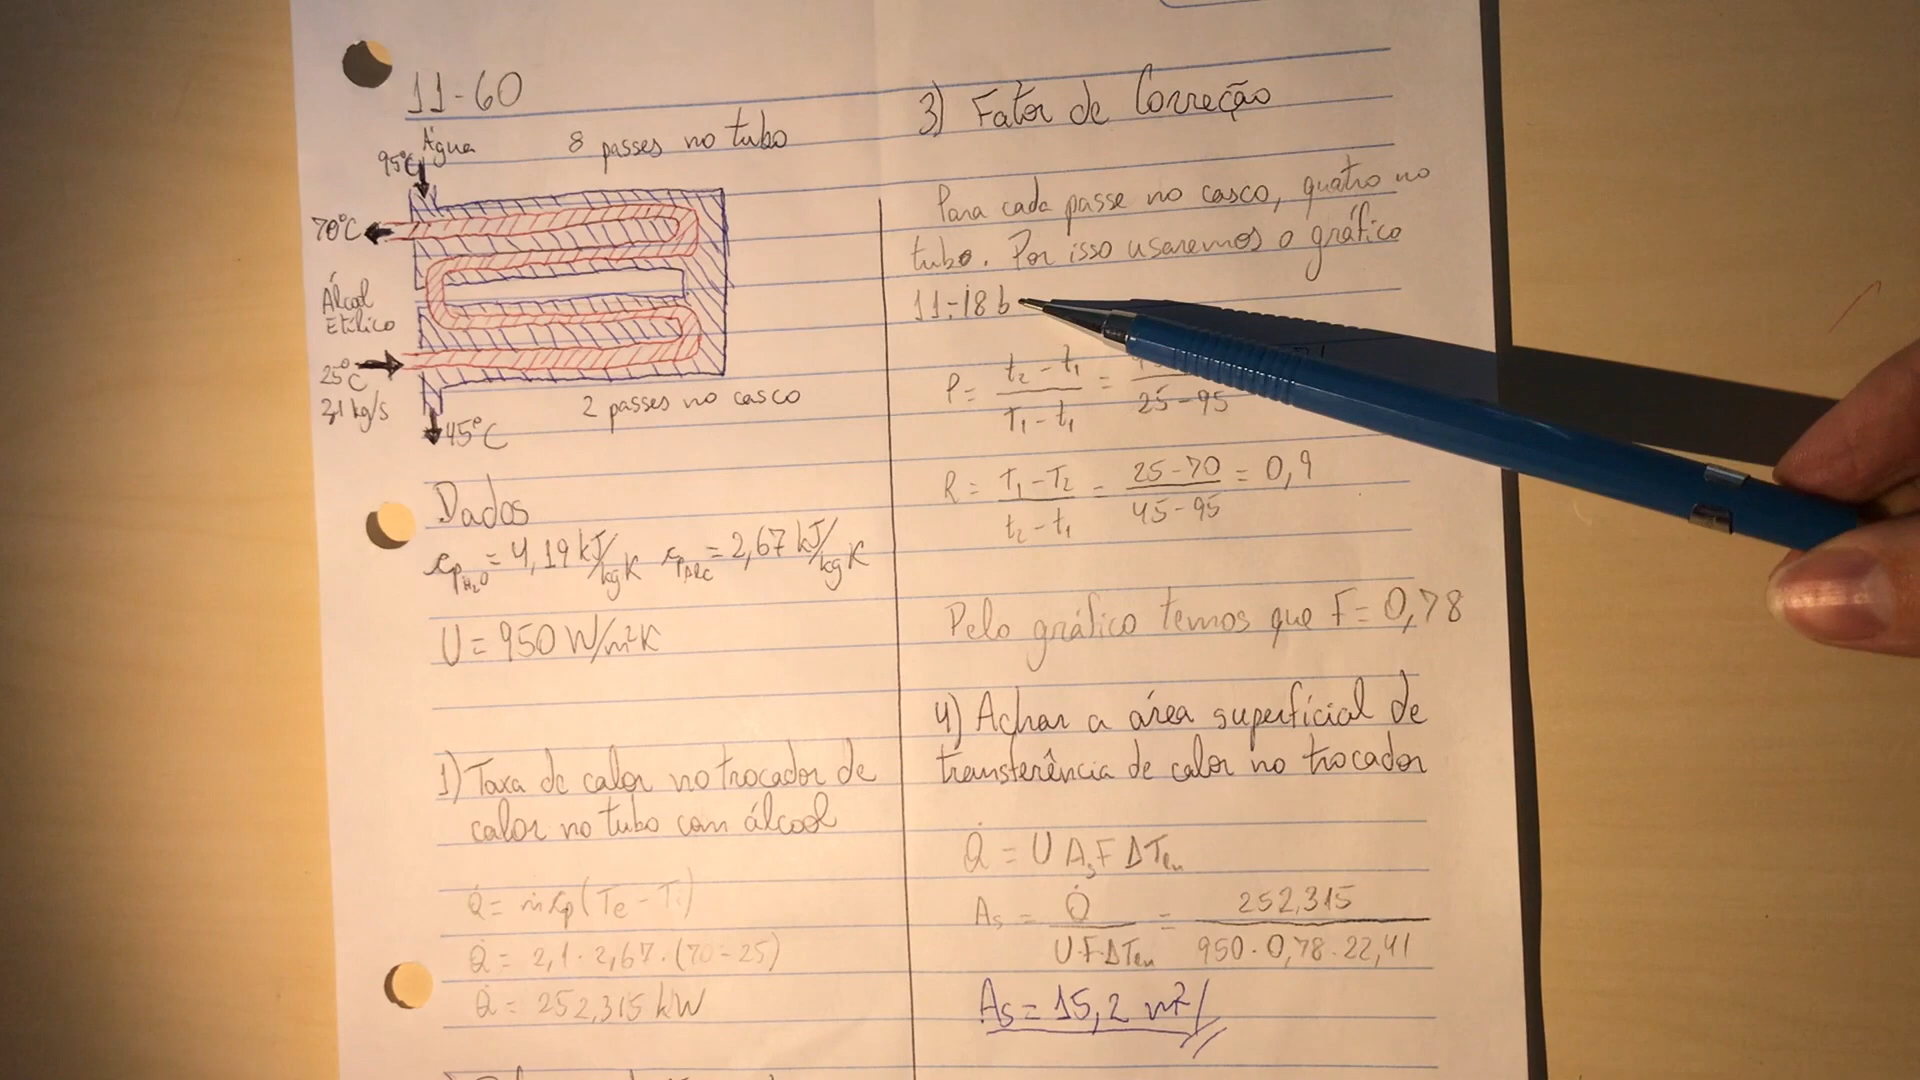 11-60
Água
95°C
8 passes no tubo
70°C
Álcool
Etílico
25°C
2,1 kg/s
45°C
2 passes no casco
Dados
cp H₂O = 4,19 kJ/kgK cp ALC = 2,67 kJ/kgK
U = 950 W/m²K
1) Taxa de calor no trocador de
calor no tubo com álcool
Q̇ = ṁ cp (Te - Ti)
Q̇ = 2,1 · 2,67 · (70 - 25)
Q̇ = 252,315 kW
3) Fator de Correção
Para cada passe no casco, quatro no
tubo. Por isso usaremos o gráfico
11-18 b
P = t₂ - t₁ / T₁ - t₁ = / 25 - 95
R = T₁ - T₂ / t₂ - t₁ = 25 - 70 / 45 - 95 = 0,9
Pelo gráfico temos que F = 0,78
4) Achar a área superficial de
transferência de calor no trocador
Q̇ = U As F ΔTln
As = Q̇ / U·F·ΔTln = 252,315 / 950 · 0,78 · 22,41
As = 15,2 m²//